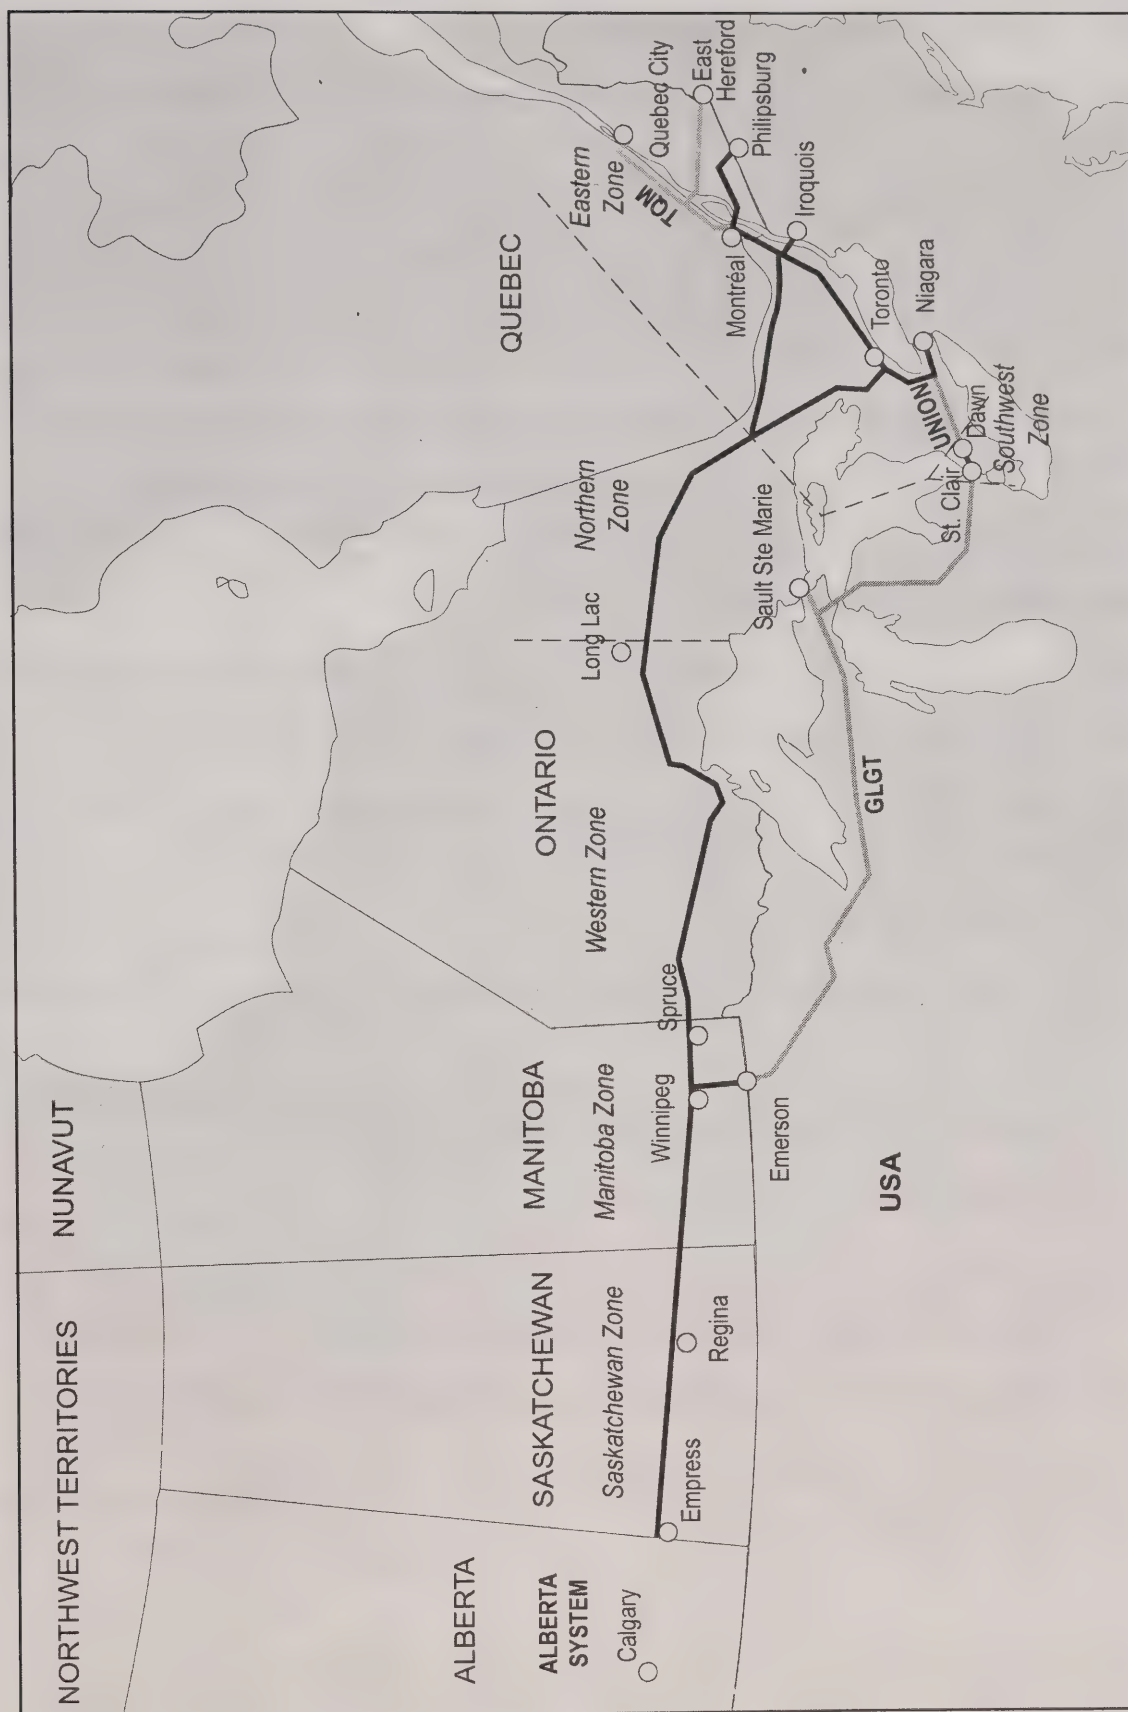 NORTHWEST TERRITORIES
NUNAVUT
ALBERTA
ALBERTA
SYSTEM
Calgary
SASKATCHEWAN
Saskatchewan Zone
Empress
Regina
MANITOBA
Manitoba Zone
Winnipeg
Spruce
Emerson
USA
ONTARIO
Western Zone
Long Lac
Northern
Zone
GLGT
Sault Ste Marie
St. Clair
Dawn
Southwest
Zone
UNION
Niagara
Toronto
QUEBEC
Eastern
Zone
TQM
Montréal
Iroquois
Philipsburg
East
Hereford
Quebec City